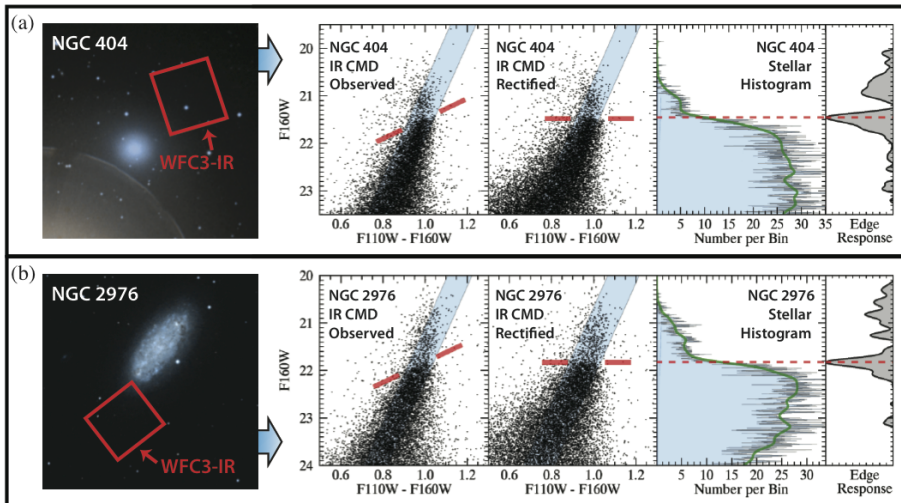 (a)
NGC 404
WFC3-IR
F160W
20
21
22
23
NGC 404
IR CMD
Observed
0.6
0.8
1.0
1.2
F110W - F160W
NGC 404
IR CMD
Rectified
0.6
0.8
1.0
1.2
F110W - F160W
NGC 404
Stellar
Histogram
5
10
15
20
25
30
35
Number per Bin
Edge
Response
(b)
NGC 2976
WFC3-IR
F160W
20
21
22
23
24
NGC 2976
IR CMD
Observed
0.6
0.8
1.0
1.2
F110W - F160W
NGC 2976
IR CMD
Rectified
0.6
0.8
1.0
1.2
F110W - F160W
NGC 2976
Stellar
Histogram
5
10
15
20
25
30
Number per Bin
Edge
Response